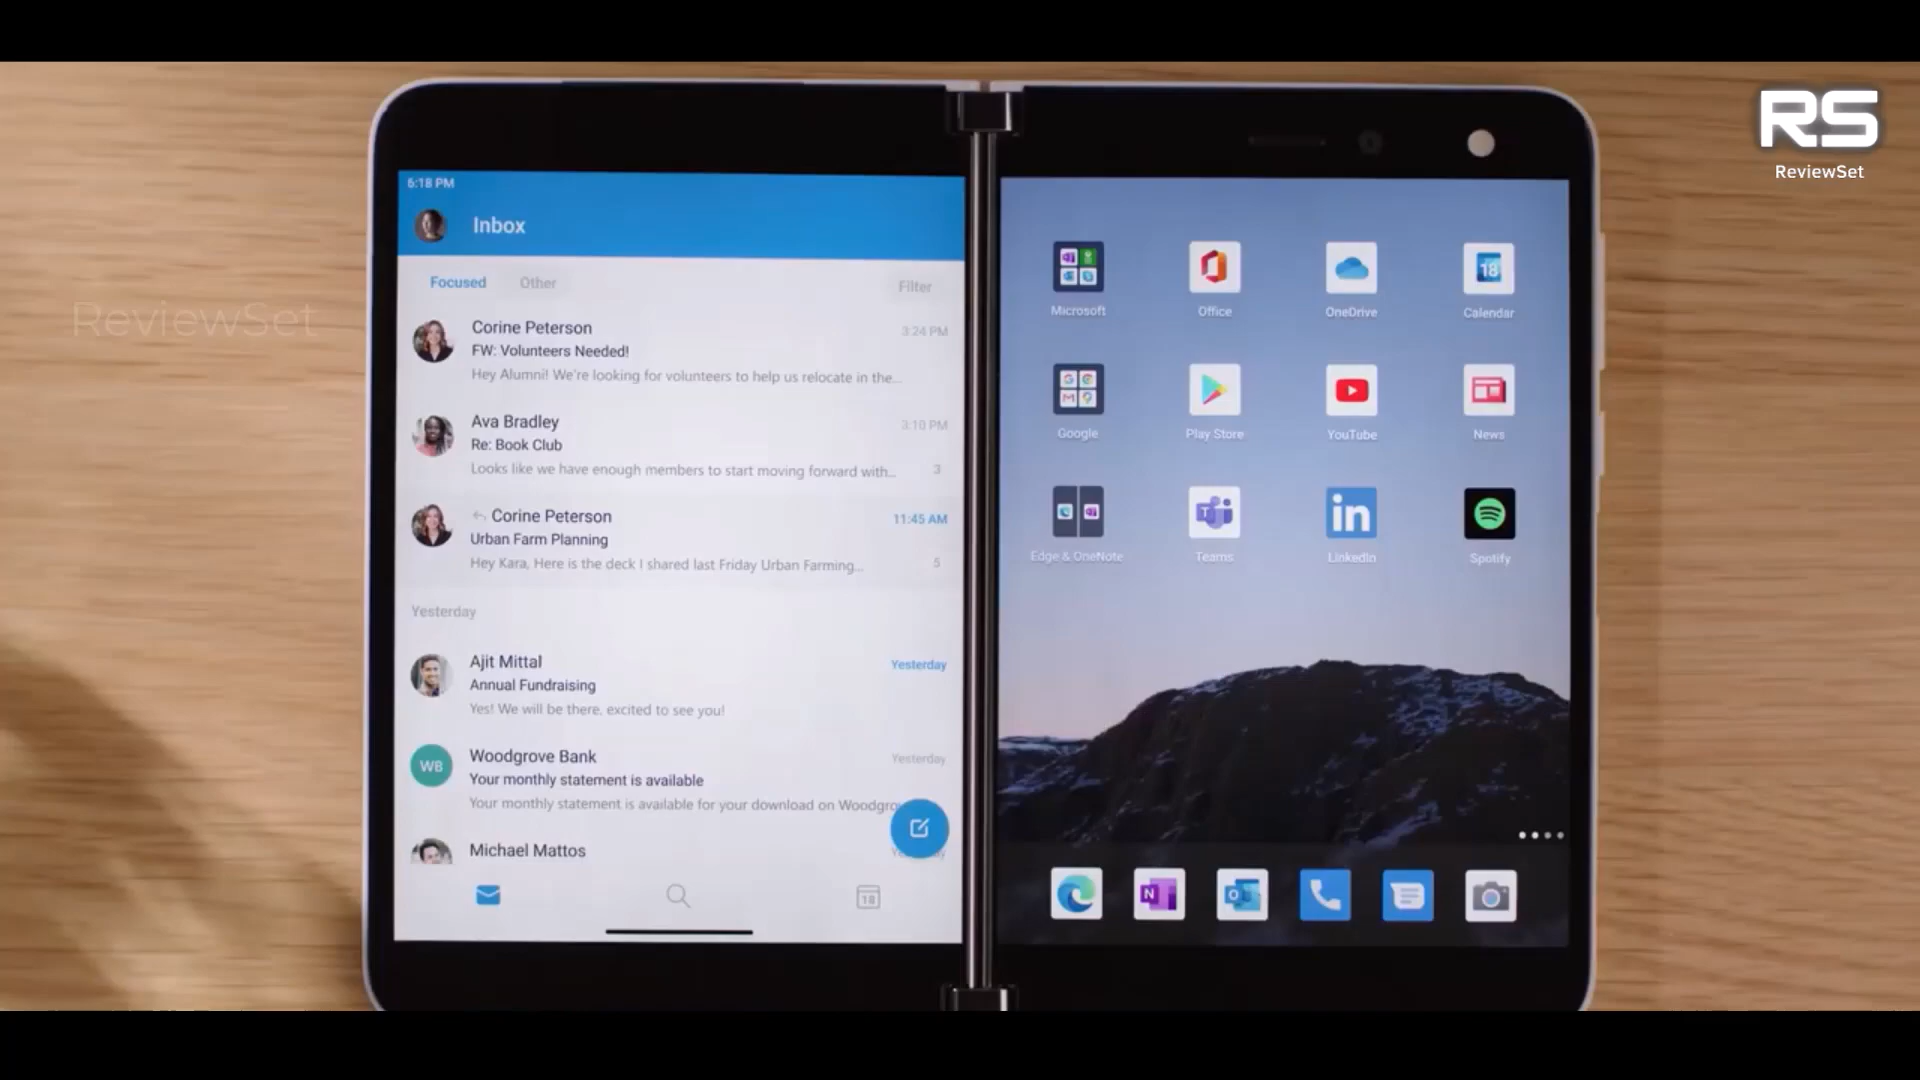 RS
ReviewSet
ReviewSet
6:18 PM
Inbox
Focused
Other
Filter
Corine Peterson
3:24 PM
FW: Volunteers Needed!
Hey Alumni! We're looking for volunteers to help us relocate in the...
Ava Bradley
3:10 PM
Re: Book Club
Looks like we have enough members to start moving forward with...
3
Corine Peterson
11:45 AM
Urban Farm Planning
Hey Kara, Here is the deck I shared last Friday Urban Farming...
5
Yesterday
Ajit Mittal
Yesterday
Annual Fundraising
Yes! We will be there, excited to see you!
WB
Woodgrove Bank
Yesterday
Your monthly statement is available
Your monthly statement is available for your download on Woodgro
Michael Mattos
18
Microsoft
Office
OneDrive
18
Calendar
Google
Play Store
YouTube
News
Edge & OneNote
Teams
in
LinkedIn
Spotify
N
O